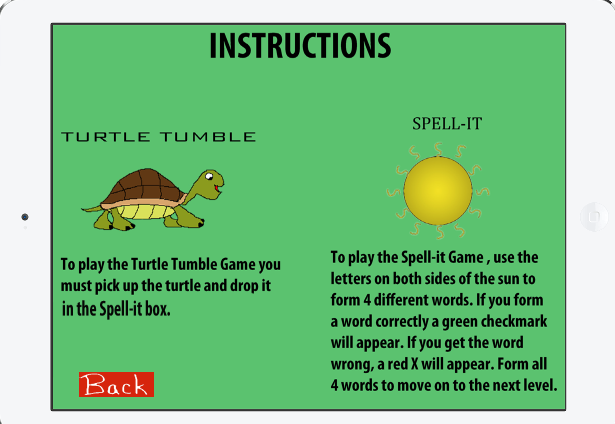 INSTRUCTIONS
TURTLE TUMBLE
To play the Turtle Tumble Game you
must pick up the turtle and drop it
in the Spell-it box.
SPELL-IT
To play the Spell-it Game , use the
letters on both sides of the sun to
form 4 different words. If you form
a word correctly a green checkmark
will appear. If you get the word
wrong, a red X will appear. Form all
4 words to move on to the next level.
Back